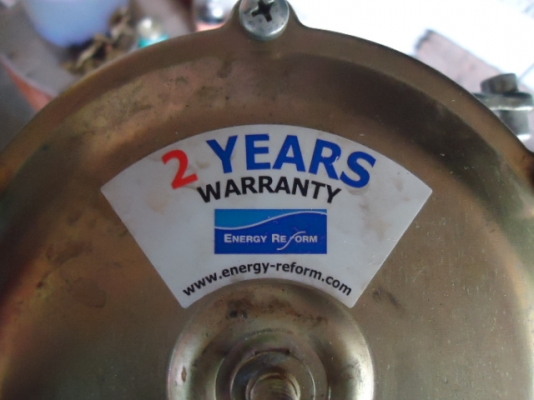 2 YEARS
WARRANTY
ENERGY REFORM
www.energy-reform.com